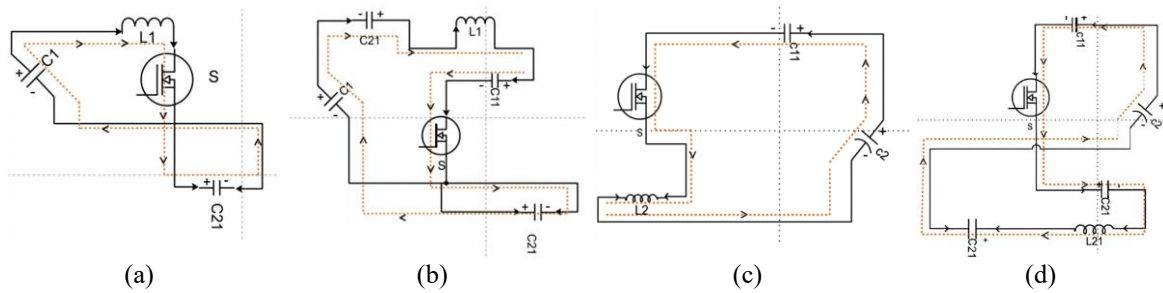 L1
C1
+
-
S
+ -
C21
- +
C21
L1
C1
+
-
- +
C11
S
+ -
C21
- +
C11
S
+
-
c2
L2
- +
C11
S
+
-
c2
+
C21
C21
+
L21
(a) (b) (c) (d)